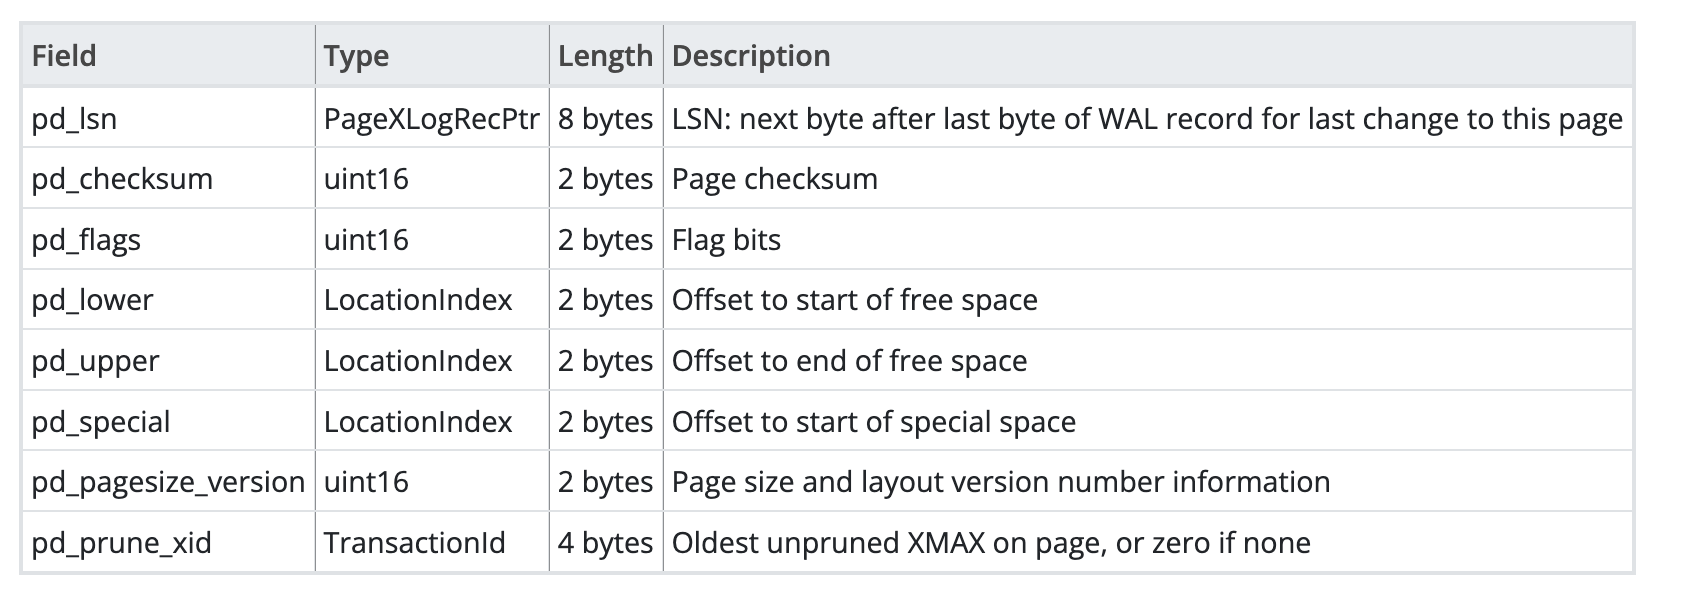 Field Type Length Description
pd_lsn PageXLogRecPtr 8 bytes LSN: next byte after last byte of WAL record for last change to this page
pd_checksum uint16 2 bytes Page checksum
pd_flags uint16 2 bytes Flag bits
pd_lower LocationIndex 2 bytes Offset to start of free space
pd_upper LocationIndex 2 bytes Offset to end of free space
pd_special LocationIndex 2 bytes Offset to start of special space
pd_pagesize_version uint16 2 bytes Page size and layout version number information
pd_prune_xid TransactionId 4 bytes Oldest unpruned XMAX on page, or zero if none